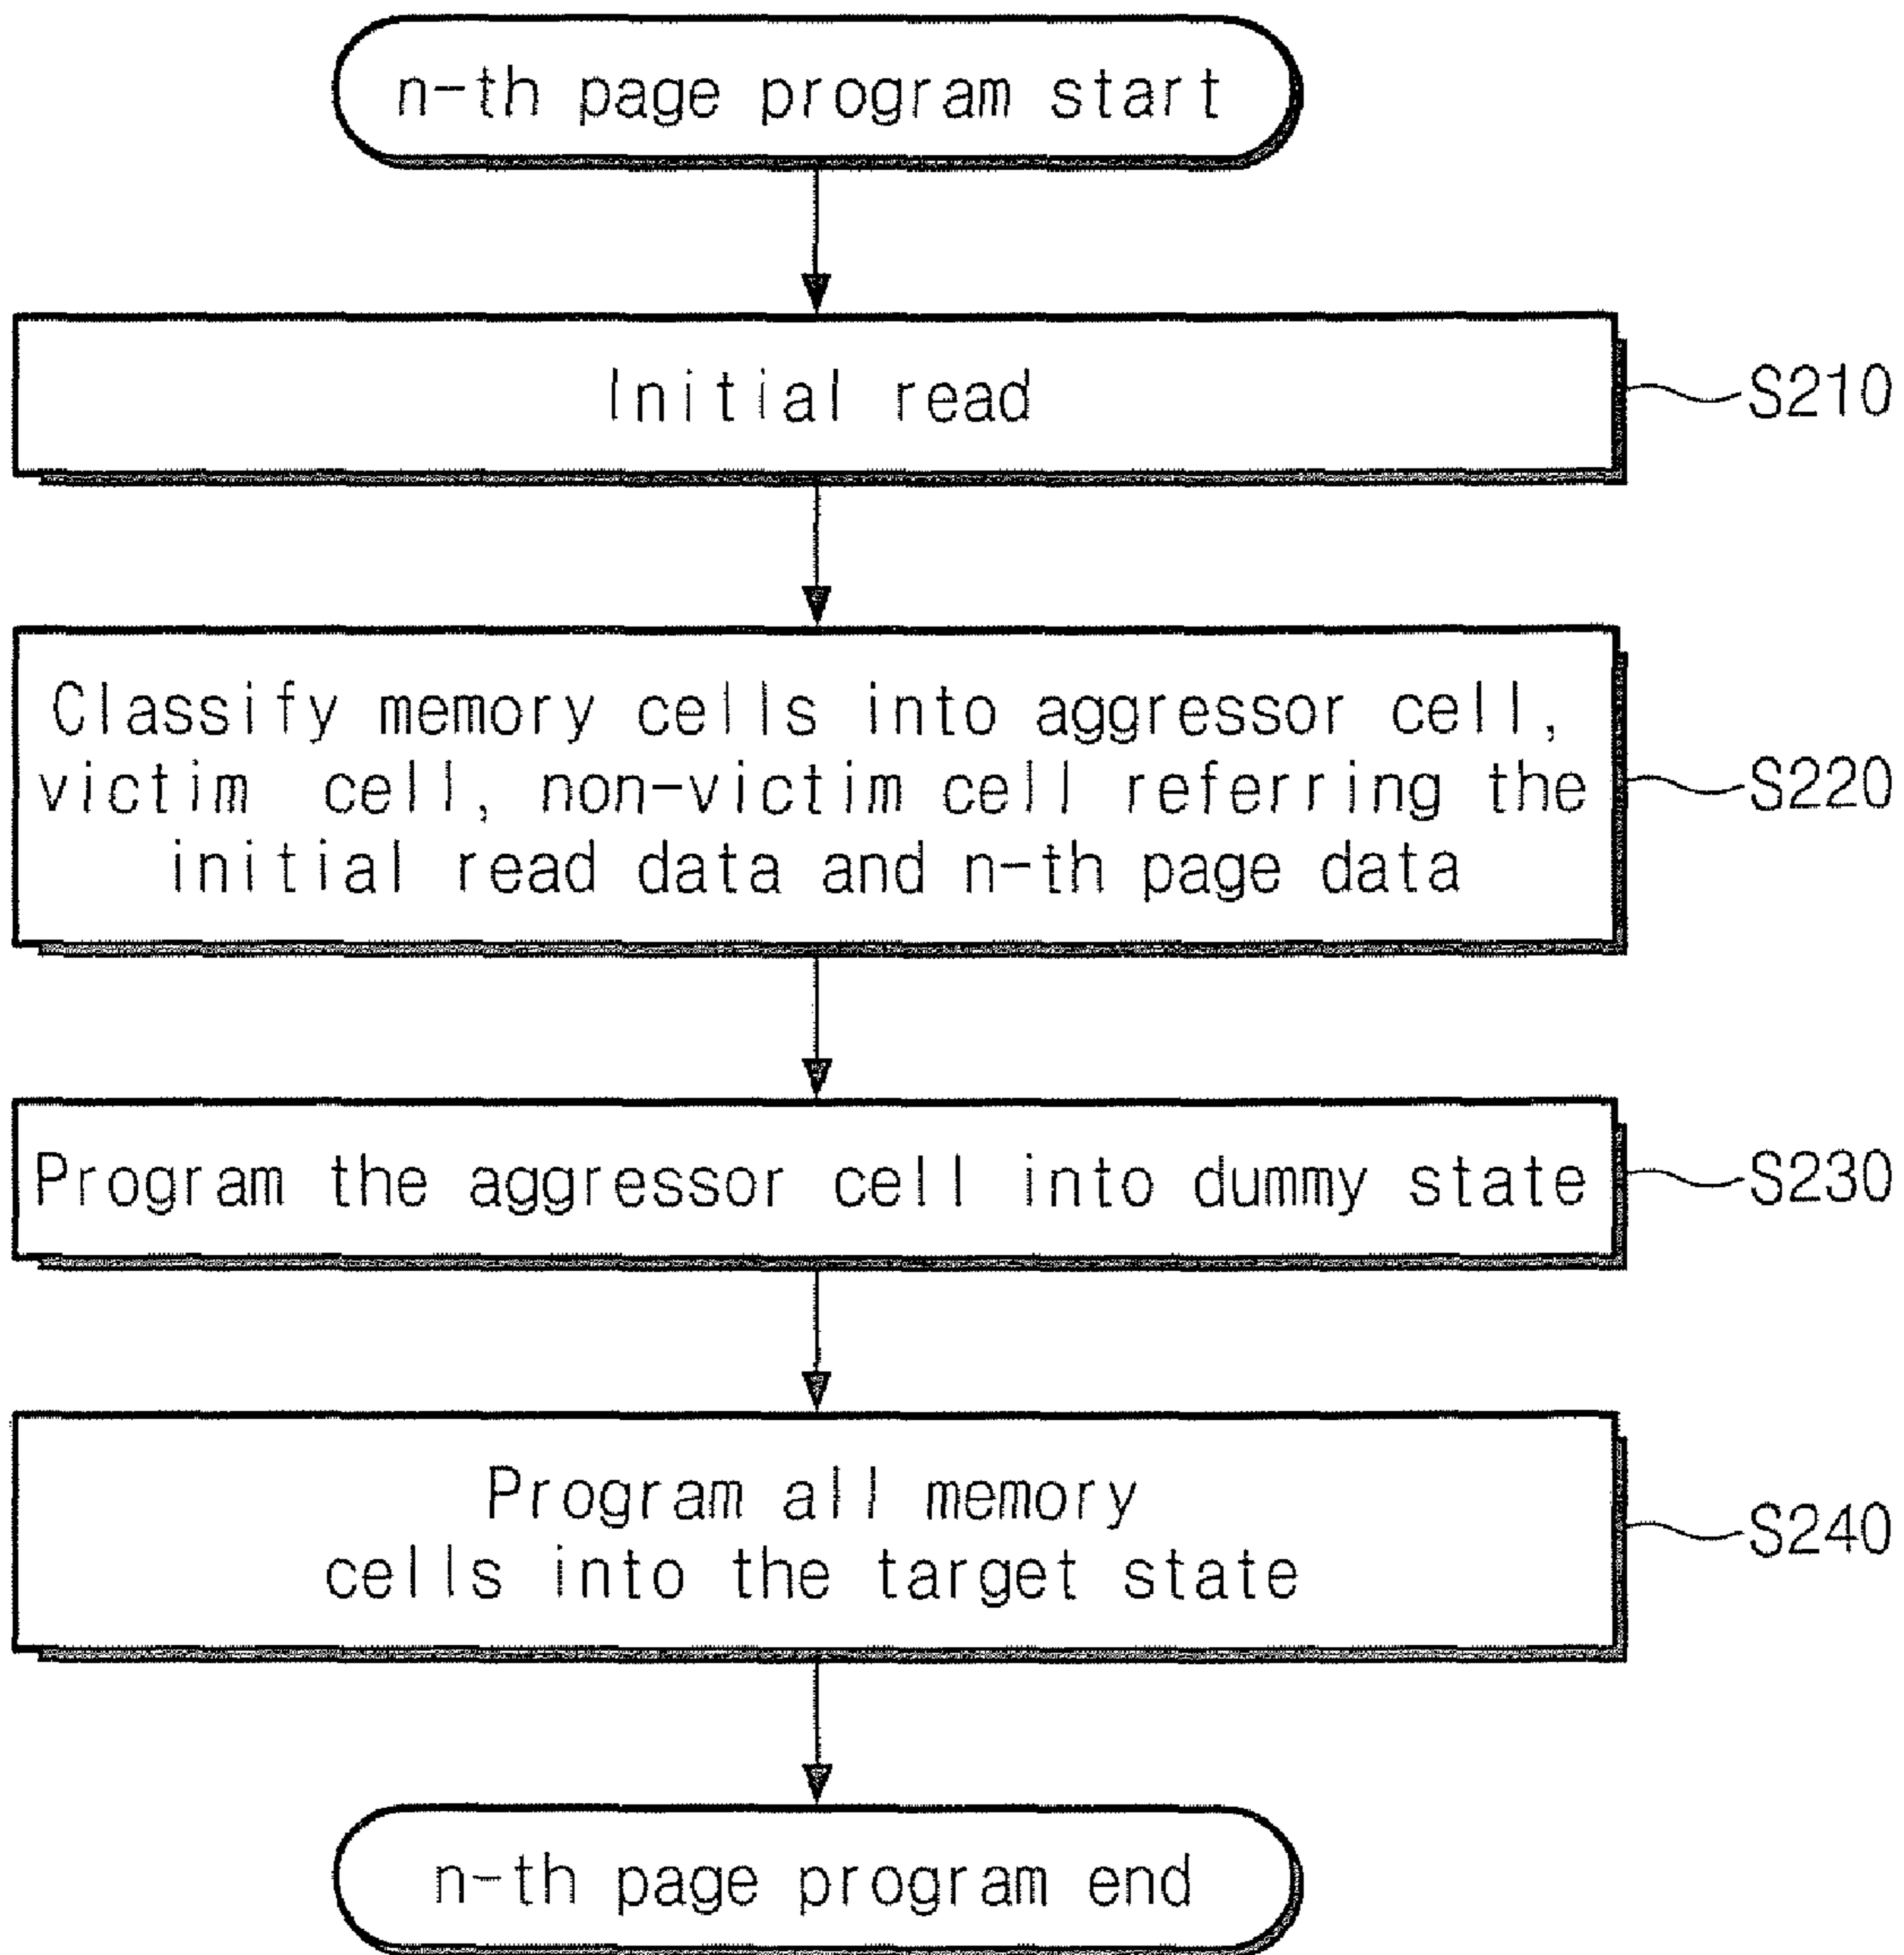 n-th page program start
Initial read
S210
Classify memory cells into aggressor cell,
victim cell, non-victim cell referring the
initial read data and n-th page data
S220
Program the aggressor cell into dummy state
S230
Program all memory
cells into the target state
S240
n-th page program end